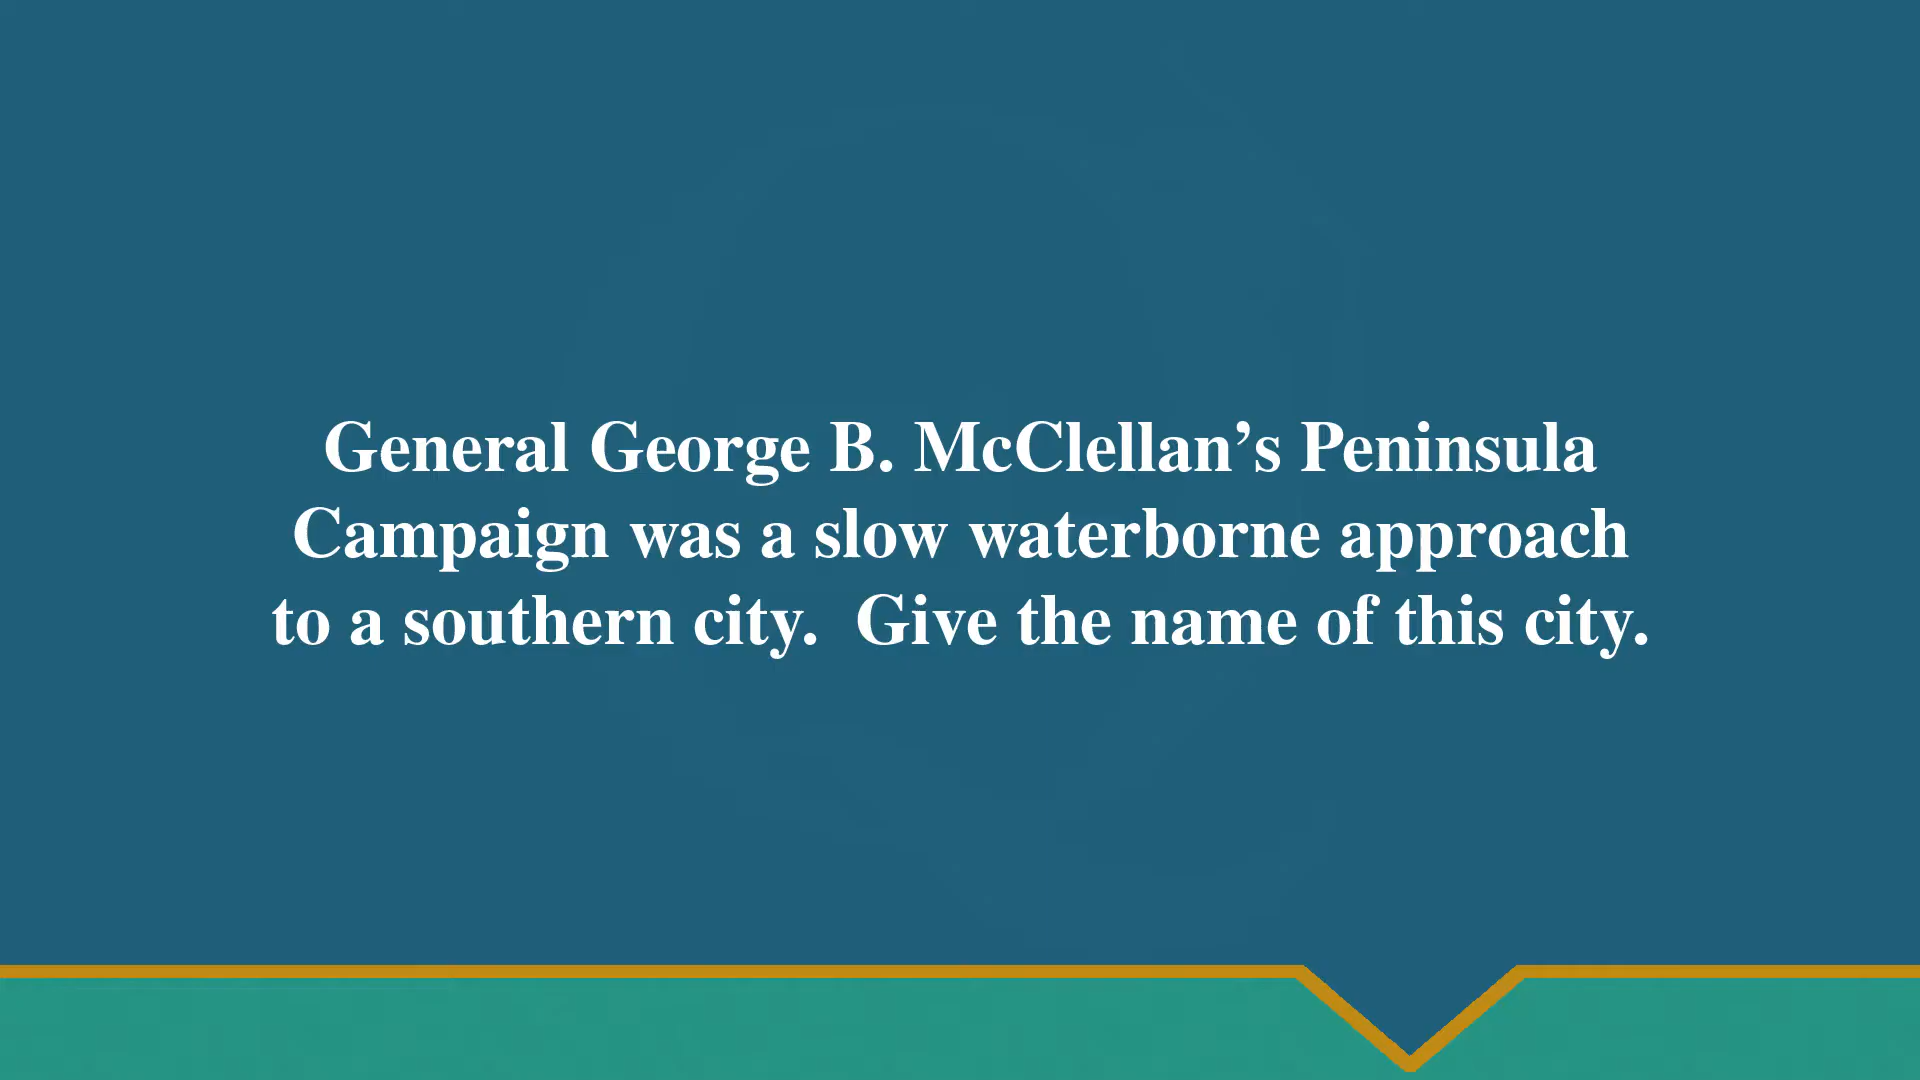 General George B. McClellan’s Peninsula
Campaign was a slow waterborne approach
to a southern city.  Give the name of this city.